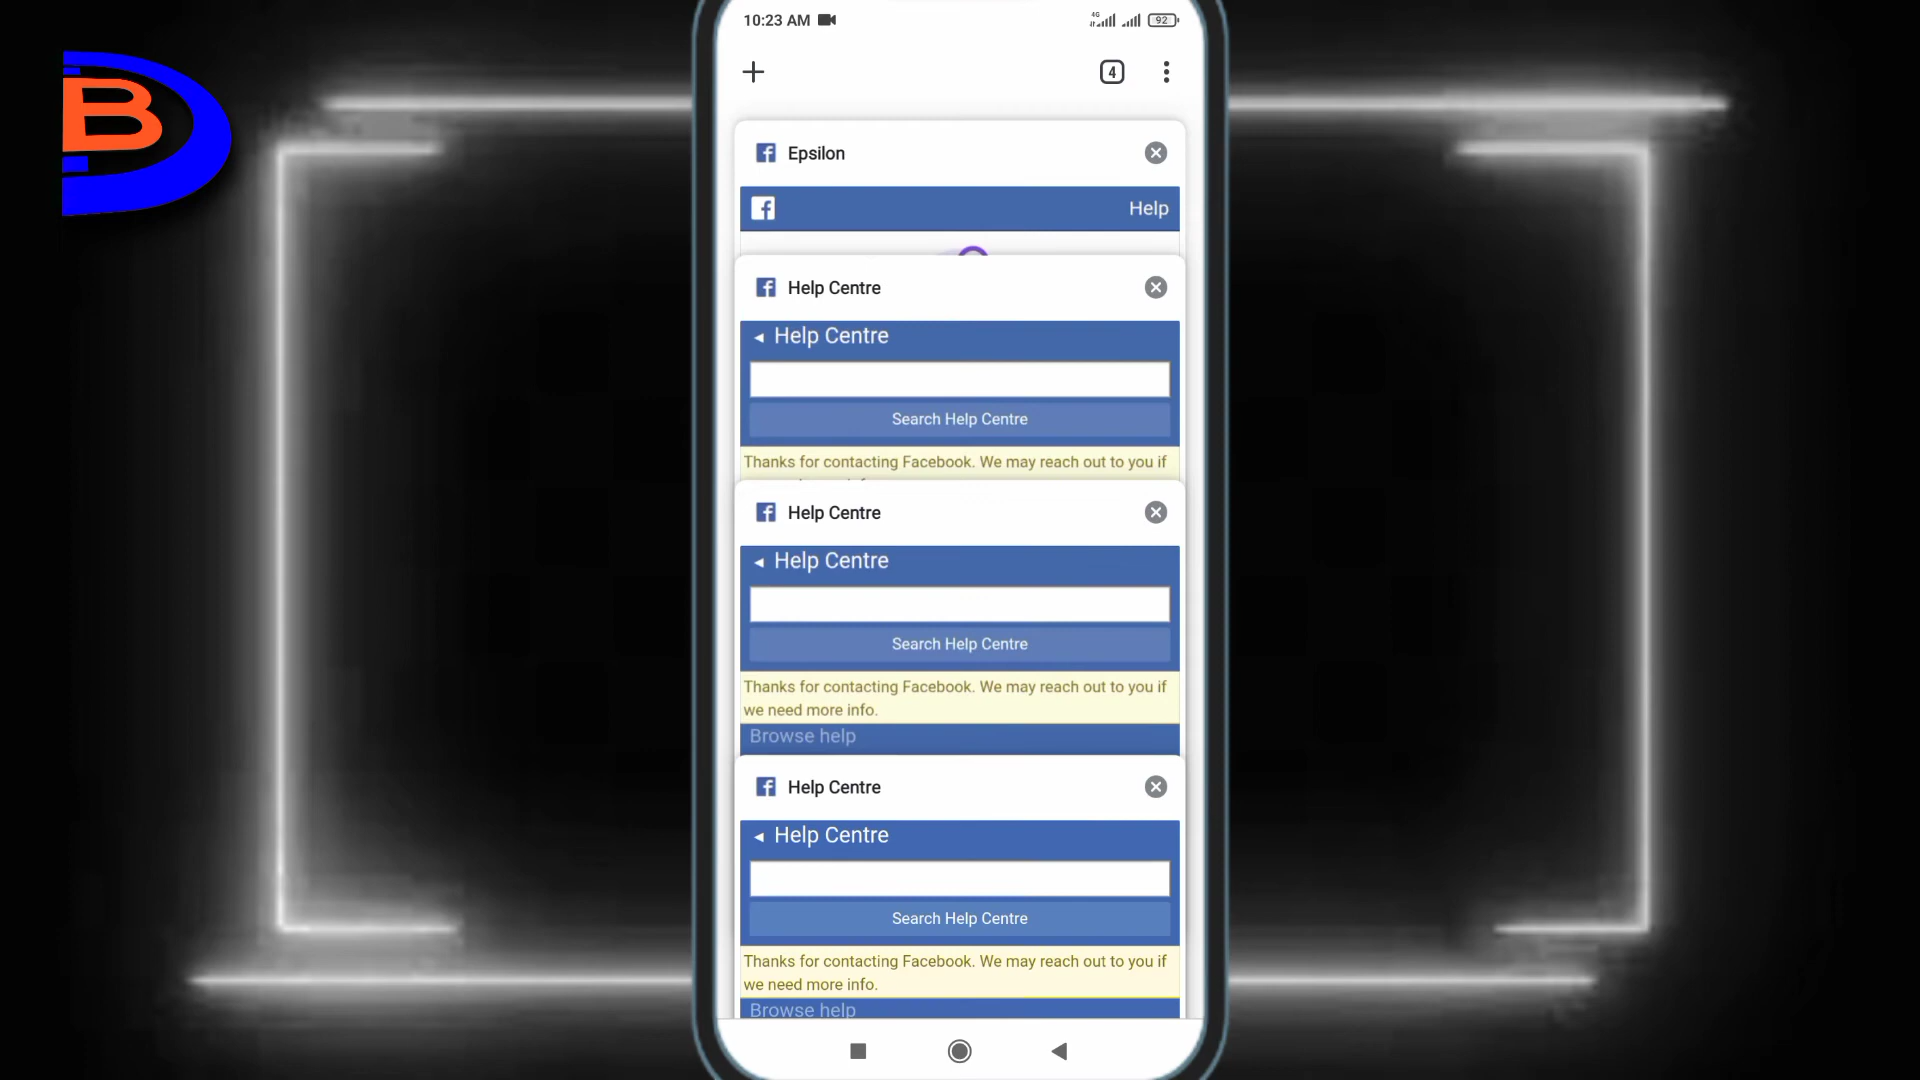 B
10:23 AM
4G
92
4
Epsilon
Help
Help Centre
Help Centre
Search Help Centre
Thanks for contacting Facebook. We may reach out to you if
Help Centre
Help Centre
Search Help Centre
Thanks for contacting Facebook. We may reach out to you if
we need more info.
Browse help
Help Centre
Help Centre
Search Help Centre
Thanks for contacting Facebook. We may reach out to you if
we need more info.
Browse help